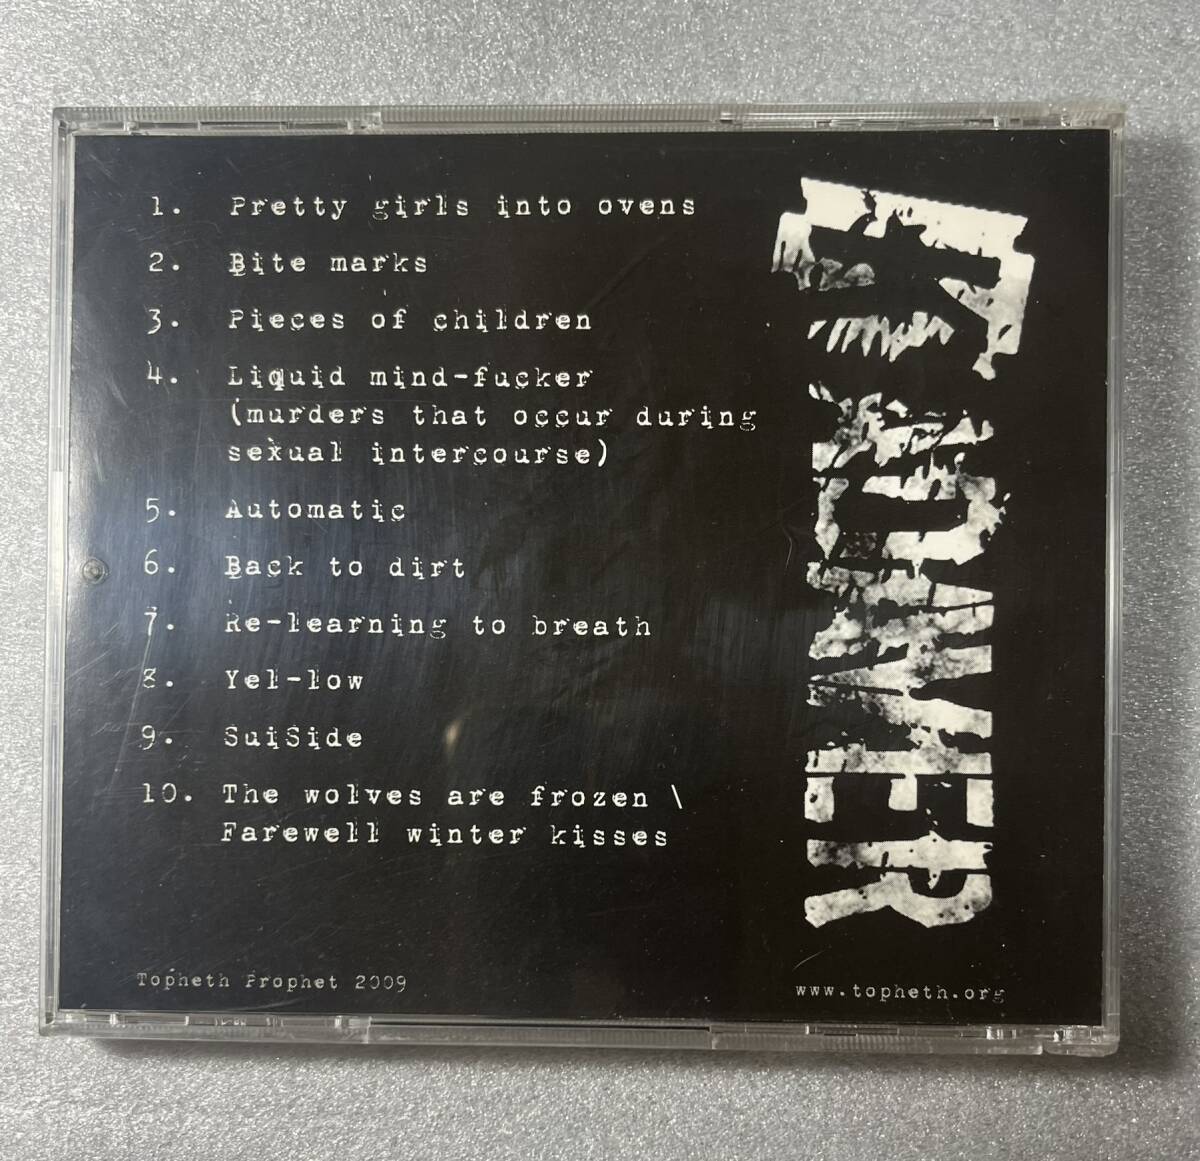 1. Pretty girls into ovens
2. Bite marks
3. Pieces of children
4. Liquid mind-fucker
(murders that occur during
sexual intercourse)
5. Automatic
6. Back to dirt
7. Re-learning to breath
8. Yel-low
9. SuiSide
10. The wolves are frozen \
Farewell winter kisses
KADAVER
Topheth Prophet 2009
www.topheth.org